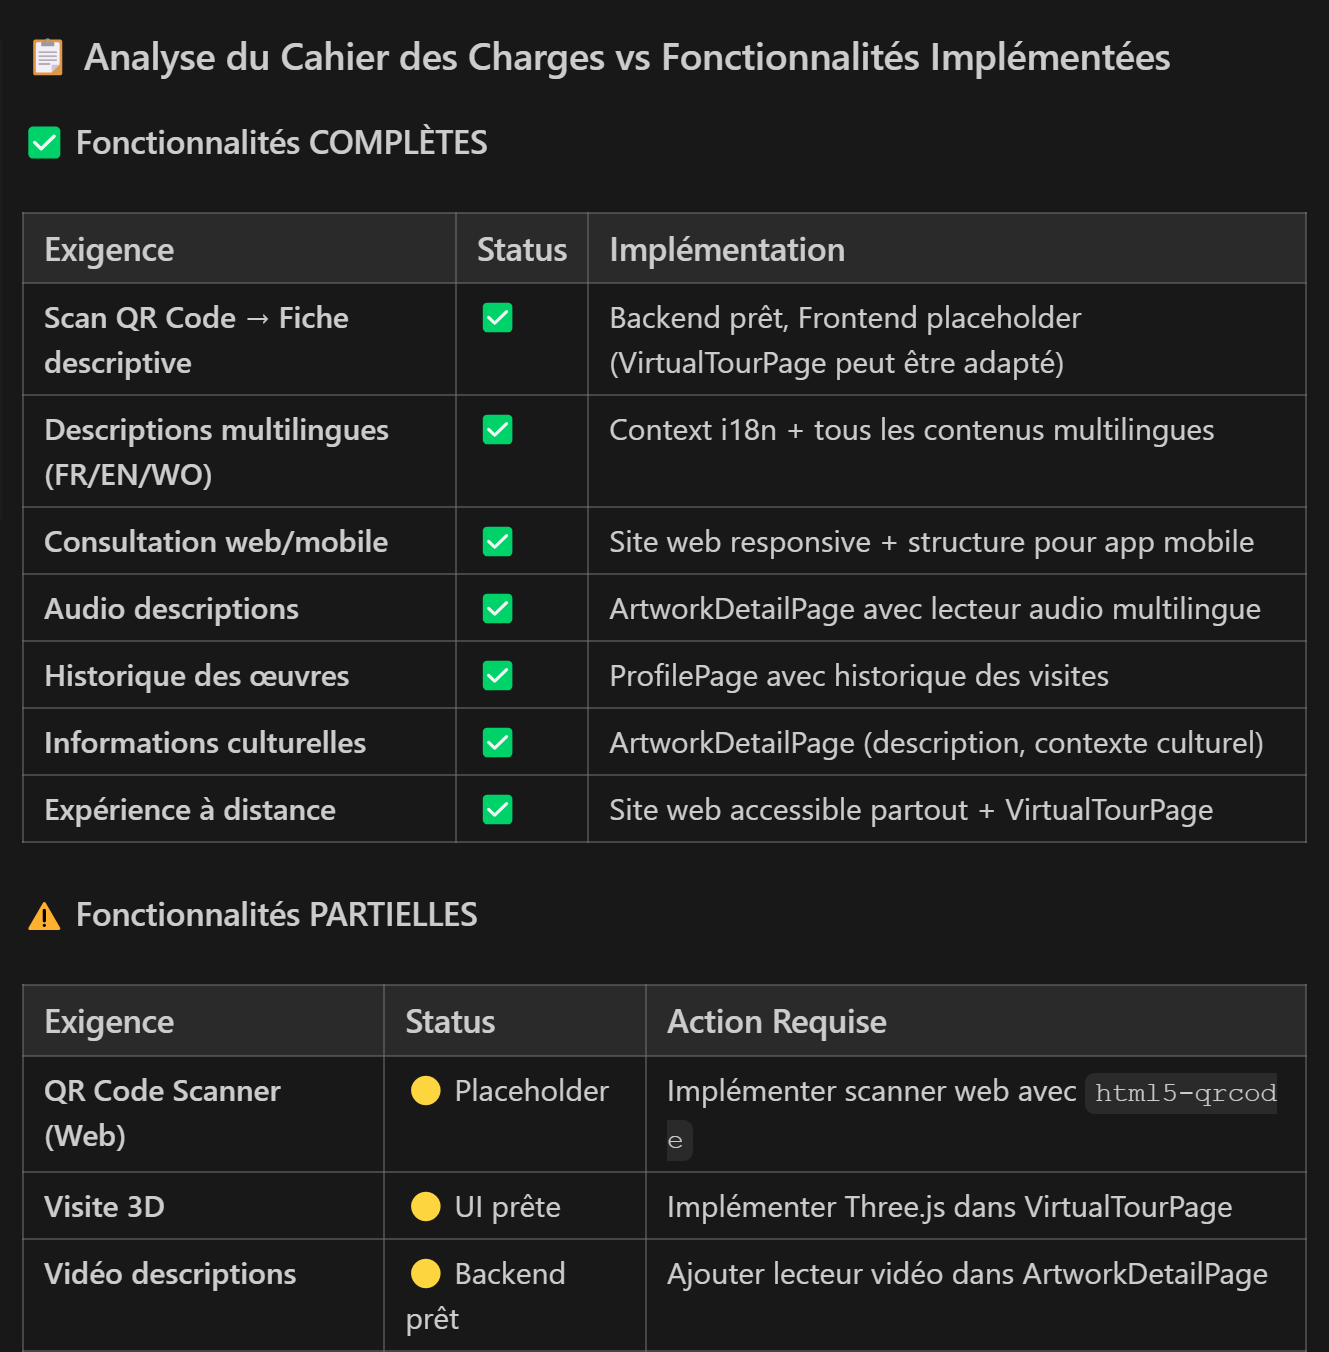 📋 Analyse du Cahier des Charges vs Fonctionnalités Implémentées
✅ Fonctionnalités COMPLÈTES
Exigence Status Implémentation
Scan QR Code → Fiche descriptive ✅ Backend prêt, Frontend placeholder (VirtualTourPage peut être adapté)
Descriptions multilingues (FR/EN/WO) ✅ Context i18n + tous les contenus multilingues
Consultation web/mobile ✅ Site web responsive + structure pour app mobile
Audio descriptions ✅ ArtworkDetailPage avec lecteur audio multilingue
Historique des œuvres ✅ ProfilePage avec historique des visites
Informations culturelles ✅ ArtworkDetailPage (description, contexte culturel)
Expérience à distance ✅ Site web accessible partout + VirtualTourPage
⚠️ Fonctionnalités PARTIELLES
Exigence Status Action Requise
QR Code Scanner (Web) 🟡 Placeholder Implémenter scanner web avec html5-qrcode
Visite 3D 🟡 UI prête Implémenter Three.js dans VirtualTourPage
Vidéo descriptions 🟡 Backend prêt Ajouter lecteur vidéo dans ArtworkDetailPage